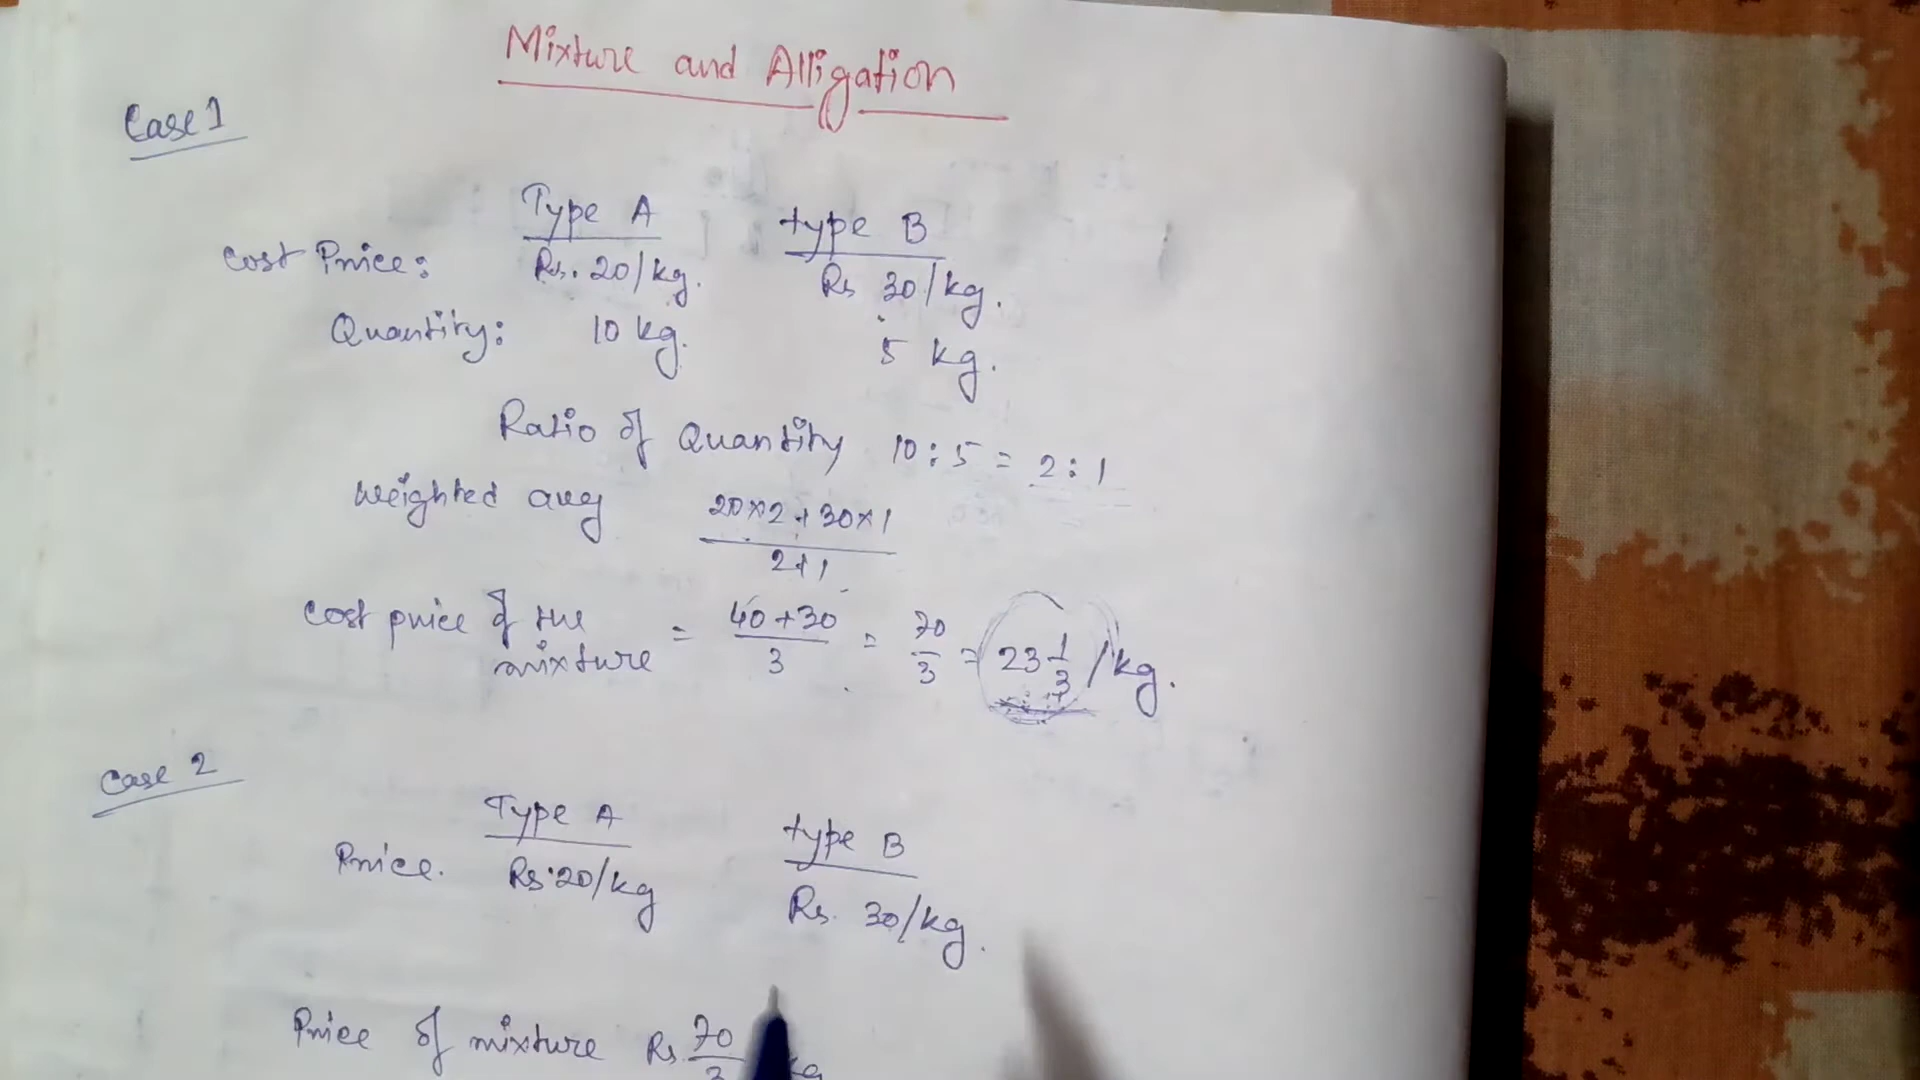 Mixture and Alligation
Case 1
Type A type B
Cost Price: Rs. 20/kg. Rs 30/kg.
Quantity: 10 kg. 5 kg.
Ratio of Quantity 10:5 = 2:1
Weighted avg 20×2+30×1
2+1
Cost price of the mixture = 40+30/3 = 70/3 = 23 1/3 /kg.
Case 2
Type A type B
Price. Rs.20/kg Rs. 30/kg.
Price of mixture Rs 70/3 kg